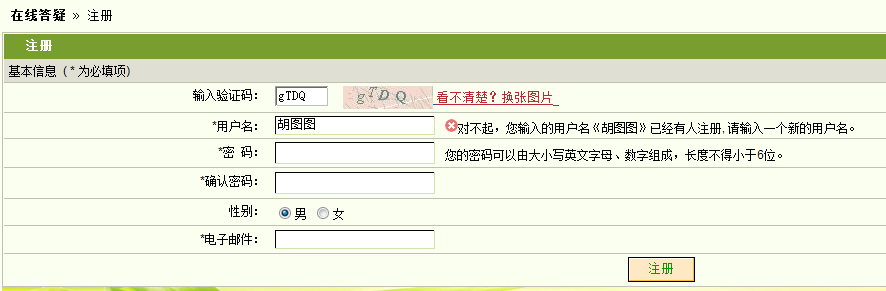 在线答疑 » 注册
注册
基本信息 ( * 为必填项)
输入验证码: gTDQ gTDQ 看不清楚?换张图片
*用户名: 胡图图 对不起，您输入的用户名《胡图图》已经有人注册,请输入一个新的用户名。
*密 码: 您的密码可以由大小写英文字母、数字组成，长度不得小于6位。
*确认密码:
性别: 男 女
*电子邮件:
注册